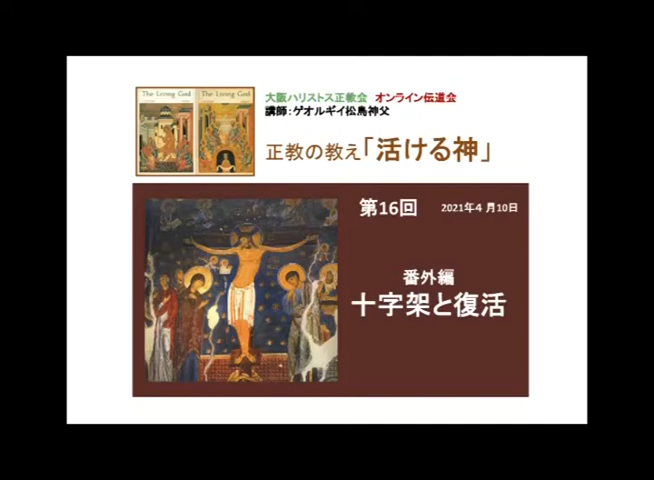 The Living God
The Living God
大阪ハリストス正教会 オンライン伝道会
講師：ゲオルギイ松島神父
正教の教え「活ける神」
第16回 2021年4月10日
番外編
十字架と復活